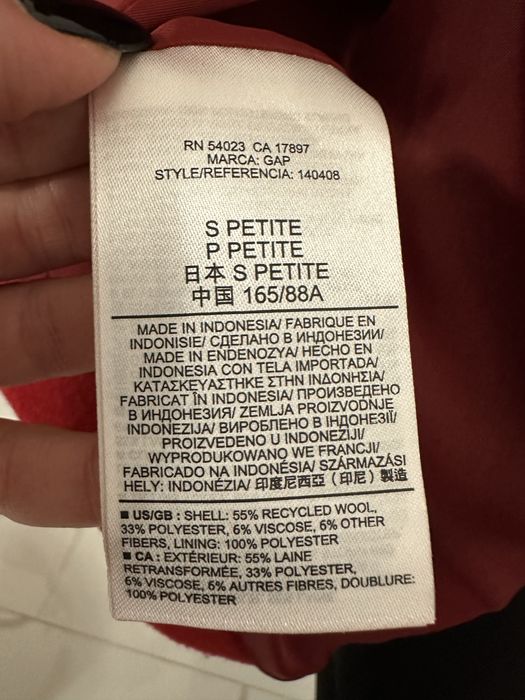 RN 54023 CA 17897
MARCA: GAP
STYLE/REFERENCIA: 140408
S PETITE
P PETITE
日本 S PETITE
中国 165/88A
MADE IN INDONESIA/ FABRIQUE EN
INDONISIE/ СДЕЛАНО В ИНДОНЕЗИИ/
MADE IN ENDENOZYA/ HECHO EN
INDONESIA CON TELA IMPORTADA/
ΚΑΤΑΣΚΕΥΑΣΤΗΚΕ ΣΤΗΝ ΙΝΔΟΝΗΣΙΑ/
FABRICAT ÎN INDONESIA/ ПРОИЗВЕДЕНО
В ИНДОНЕЗИЯ/ ZEMLJA PROIZVODNJE
INDONEZIJA/ ВИРОБЛЕНО В ІНДОНЕЗІЇ/
PROIZVEDENO U INDONEZIJI/
WYPRODUKOWANO WE FRANCJI/
FABRICADO NA INDONÉSIA/ SZÁRMAZÁSI
HELY: INDONÉZIA/ 印度尼西亞 (印尼) 製造
■ US/GB : SHELL: 55% RECYCLED WOOL,
33% POLYESTER, 6% VISCOSE, 6% OTHER
FIBERS, LINING: 100% POLYESTER
■ CA : EXTÉRIEUR: 55% LAINE
RETRANSFORMÉE, 33% POLYESTER,
6% VISCOSE, 6% AUTRES FIBRES, DOUBLURE:
100% POLYESTER